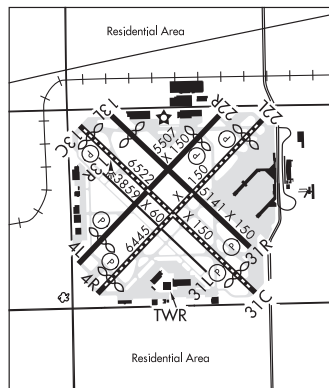 Residential Area
13C
13R
13L
22R
22L
5507 X 150
6522 X 150
3859 X 60
5141 X 150
6445 X 150
P
P
P
P
P
P
4L
4R
31L
31C
31R
TWR
Residential Area